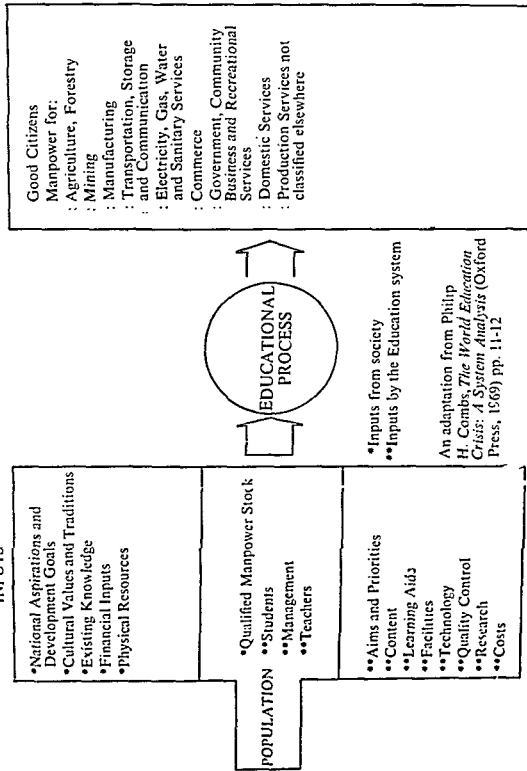 INPUTS
*National Aspirations and
Development Goals
*Cultural Values and Traditions
*Existing Knowledge
*Financial Inputs
*Physical Resources
POPULATION
*Qualified Manpower Stock
**Students
**Management
**Teachers
**Aims and Priorities
**Content
**Learning Aids
**Facilities
**Technology
**Quality Control
**Research
**Costs
EDUCATIONAL
PROCESS
*Inputs from society
**Inputs by the Education system
An adaptation from Philip
H. Combs, The World Education
Crisis: A System Analysis (Oxford
Press, 1969) pp. 11-12
Good Citizens
Manpower for:
: Agriculture, Forestry
: Mining
: Manufacturing
: Transportation, Storage
: and Communication
: Electricity, Gas, Water
and Sanitary Services
: Commerce
: Government, Community
Business and Recreational
Services
: Domestic Services
: Production Services not
classified elsewhere